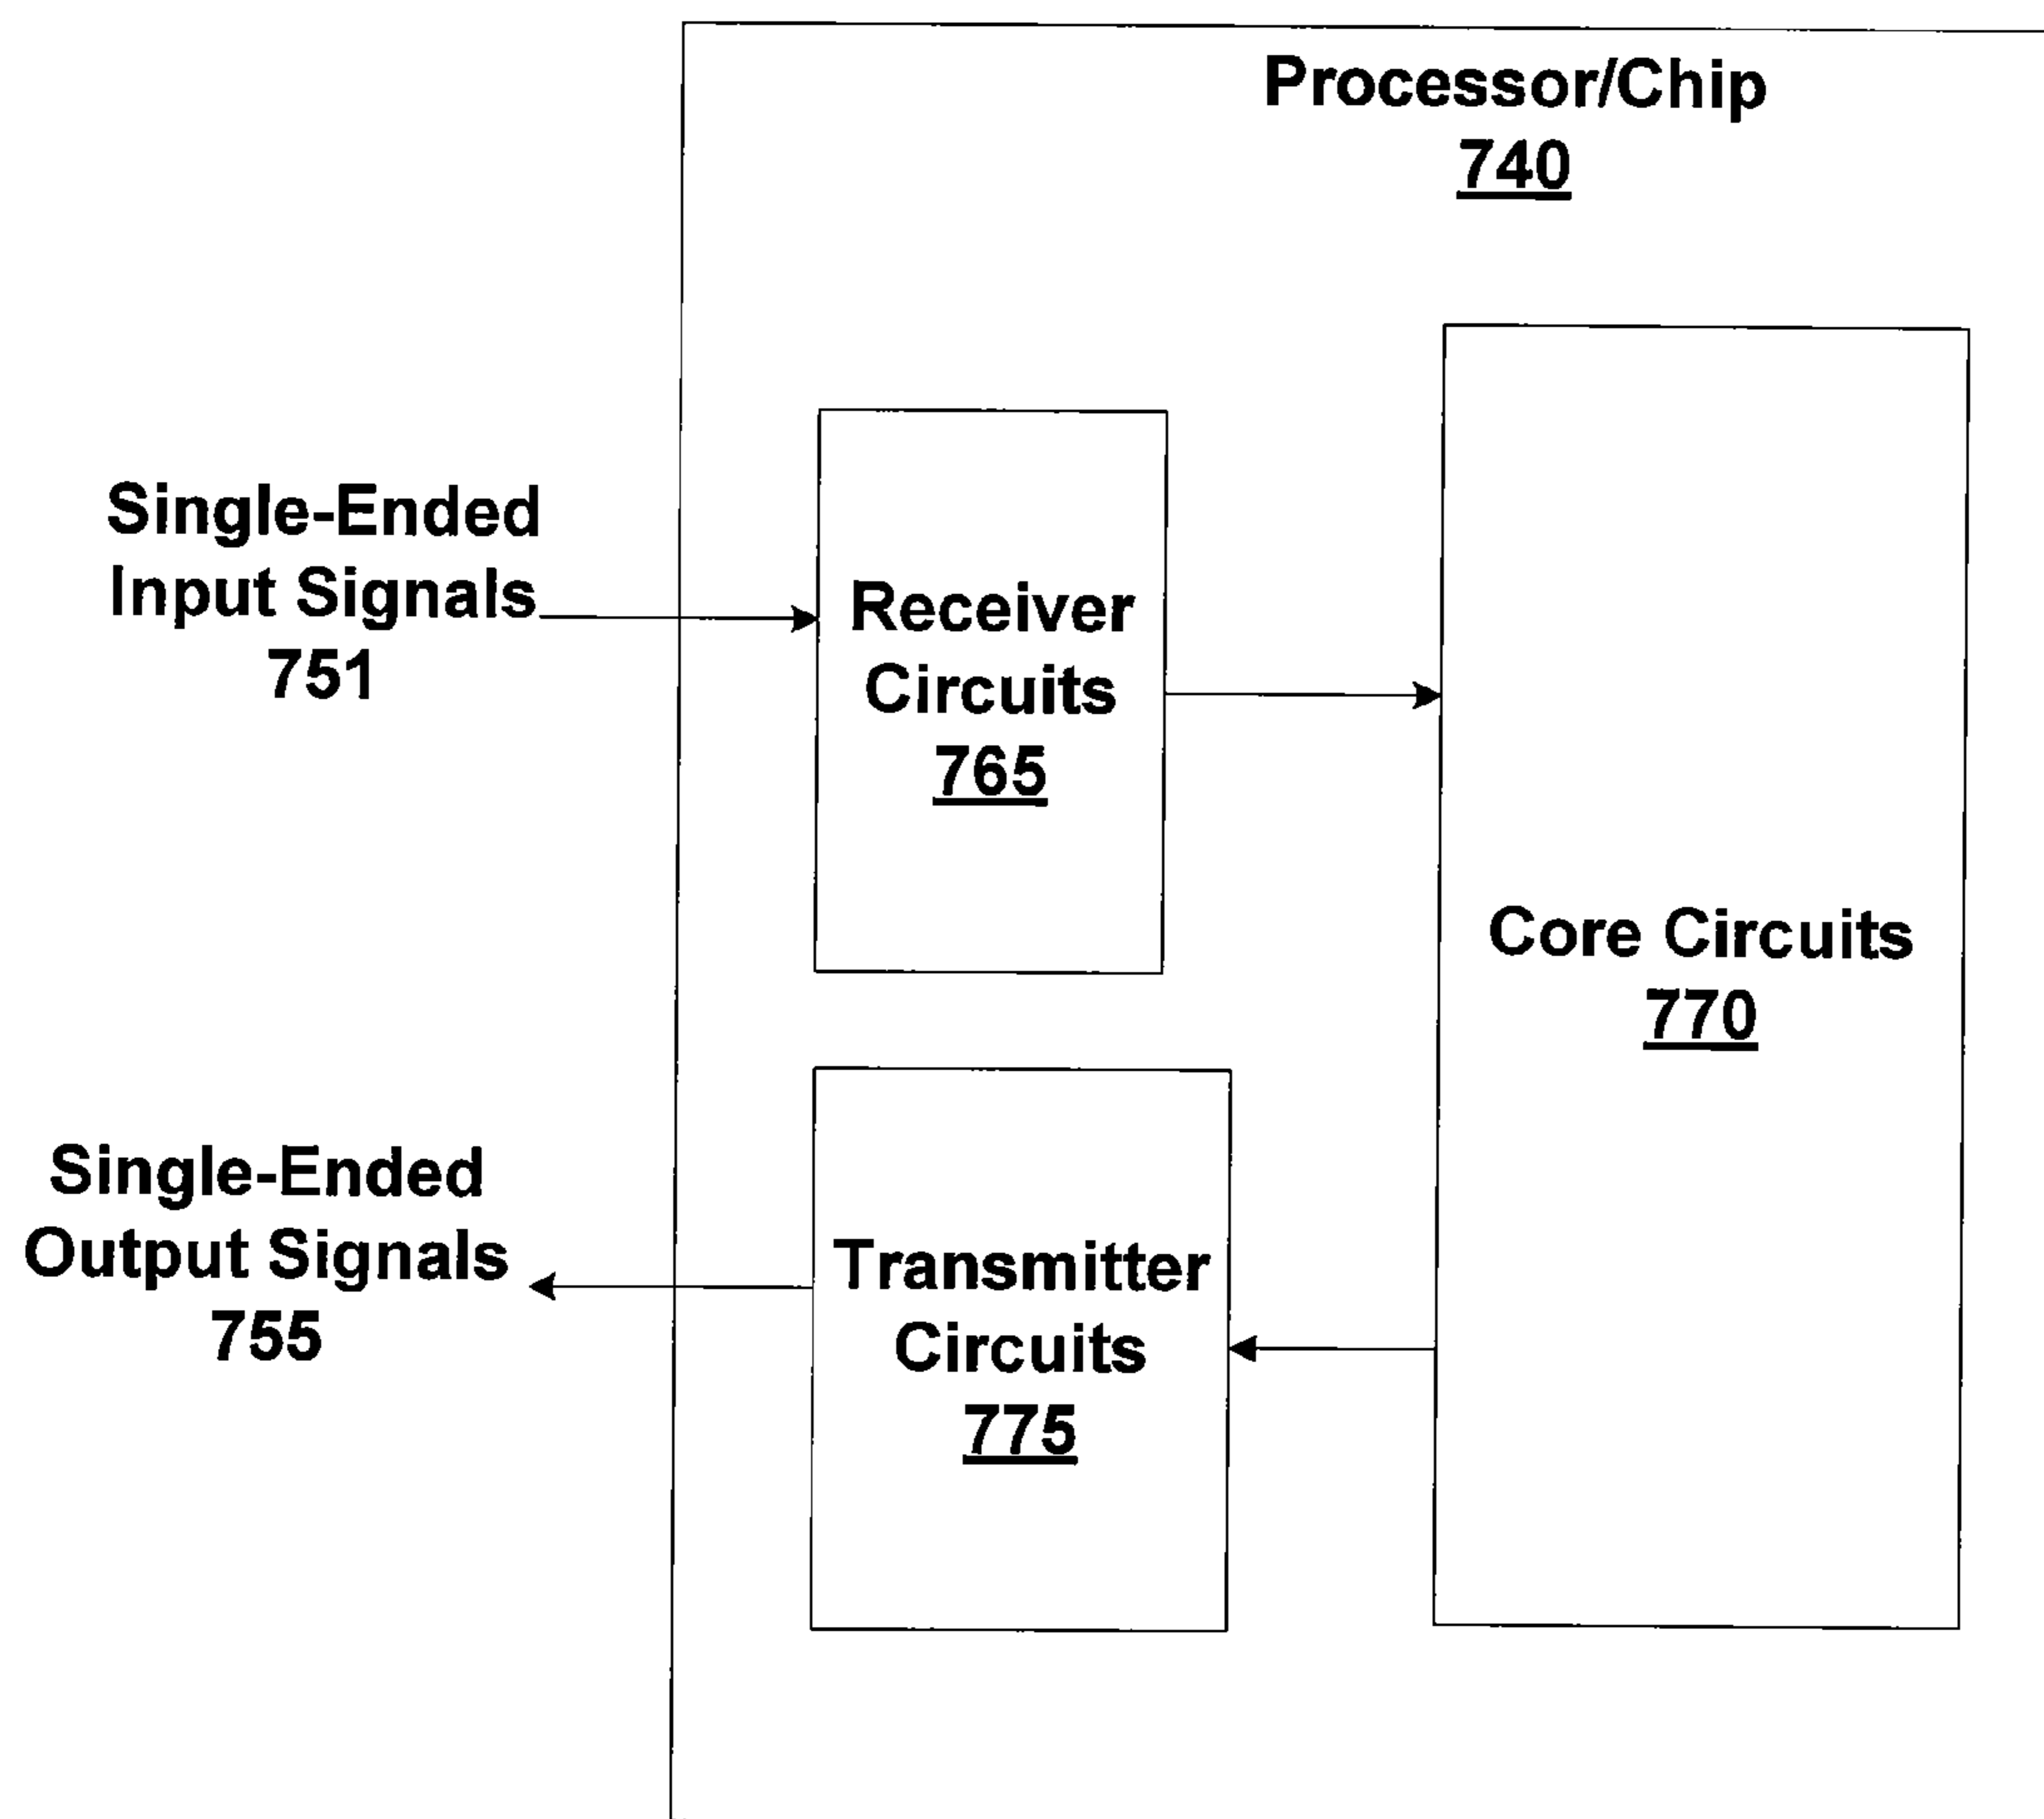 Processor/Chip
740
Single-Ended
Input Signals
751
Receiver
Circuits
765
Core Circuits
770
Single-Ended
Output Signals
755
Transmitter
Circuits
775